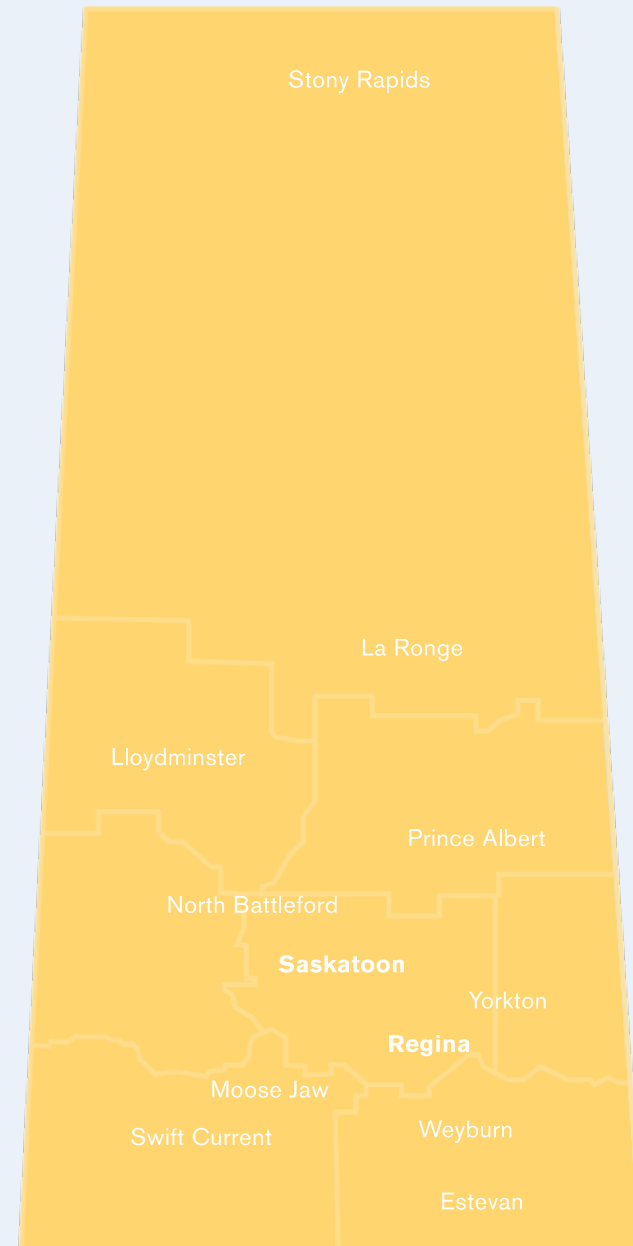 Stony Rapids
La Ronge
Lloydminster
Prince Albert
North Battleford
Saskatoon
Yorkton
Regina
Moose Jaw
Weyburn
Swift Current
Estevan